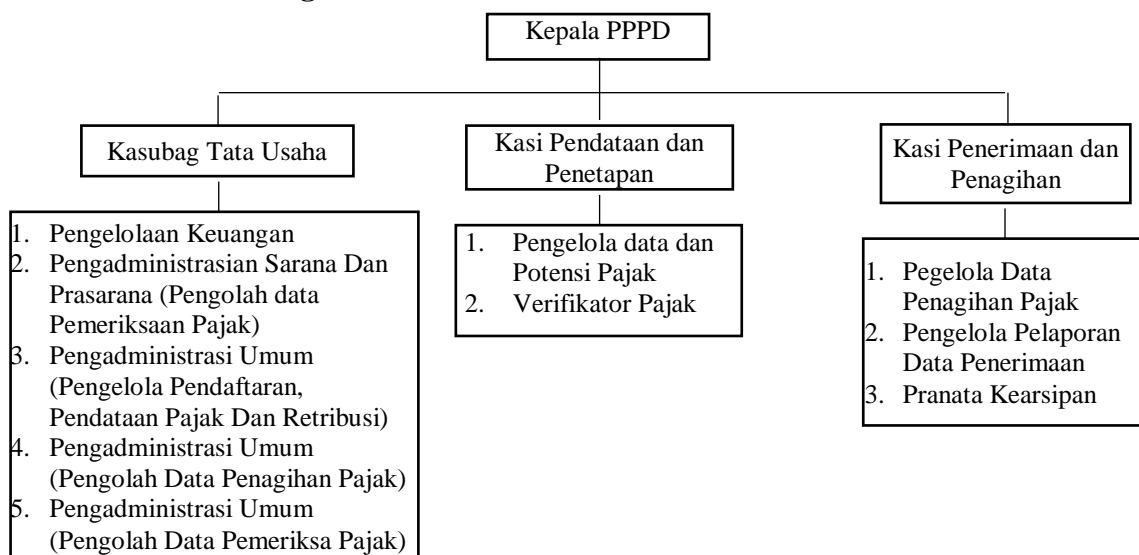 Kepala PPPD
Kasubag Tata Usaha
1. Pengelolaan Keuangan
2. Pengadministrasian Sarana Dan
Prasarana (Pengolah data
Pemeriksaan Pajak)
3. Pengadministrasi Umum
(Pengelola Pendaftaran,
Pendataan Pajak Dan Retribusi)
4. Pengadministrasi Umum
(Pengolah Data Penagihan Pajak)
5. Pengadministrasi Umum
(Pengolah Data Pemeriksa Pajak)
Kasi Pendataan dan
Penetapan
1. Pengelola data dan
Potensi Pajak
2. Verifikator Pajak
Kasi Penerimaan dan
Penagihan
1. Pegelola Data
Penagihan Pajak
2. Pengelola Pelaporan
Data Penerimaan
3. Pranata Kearsipan